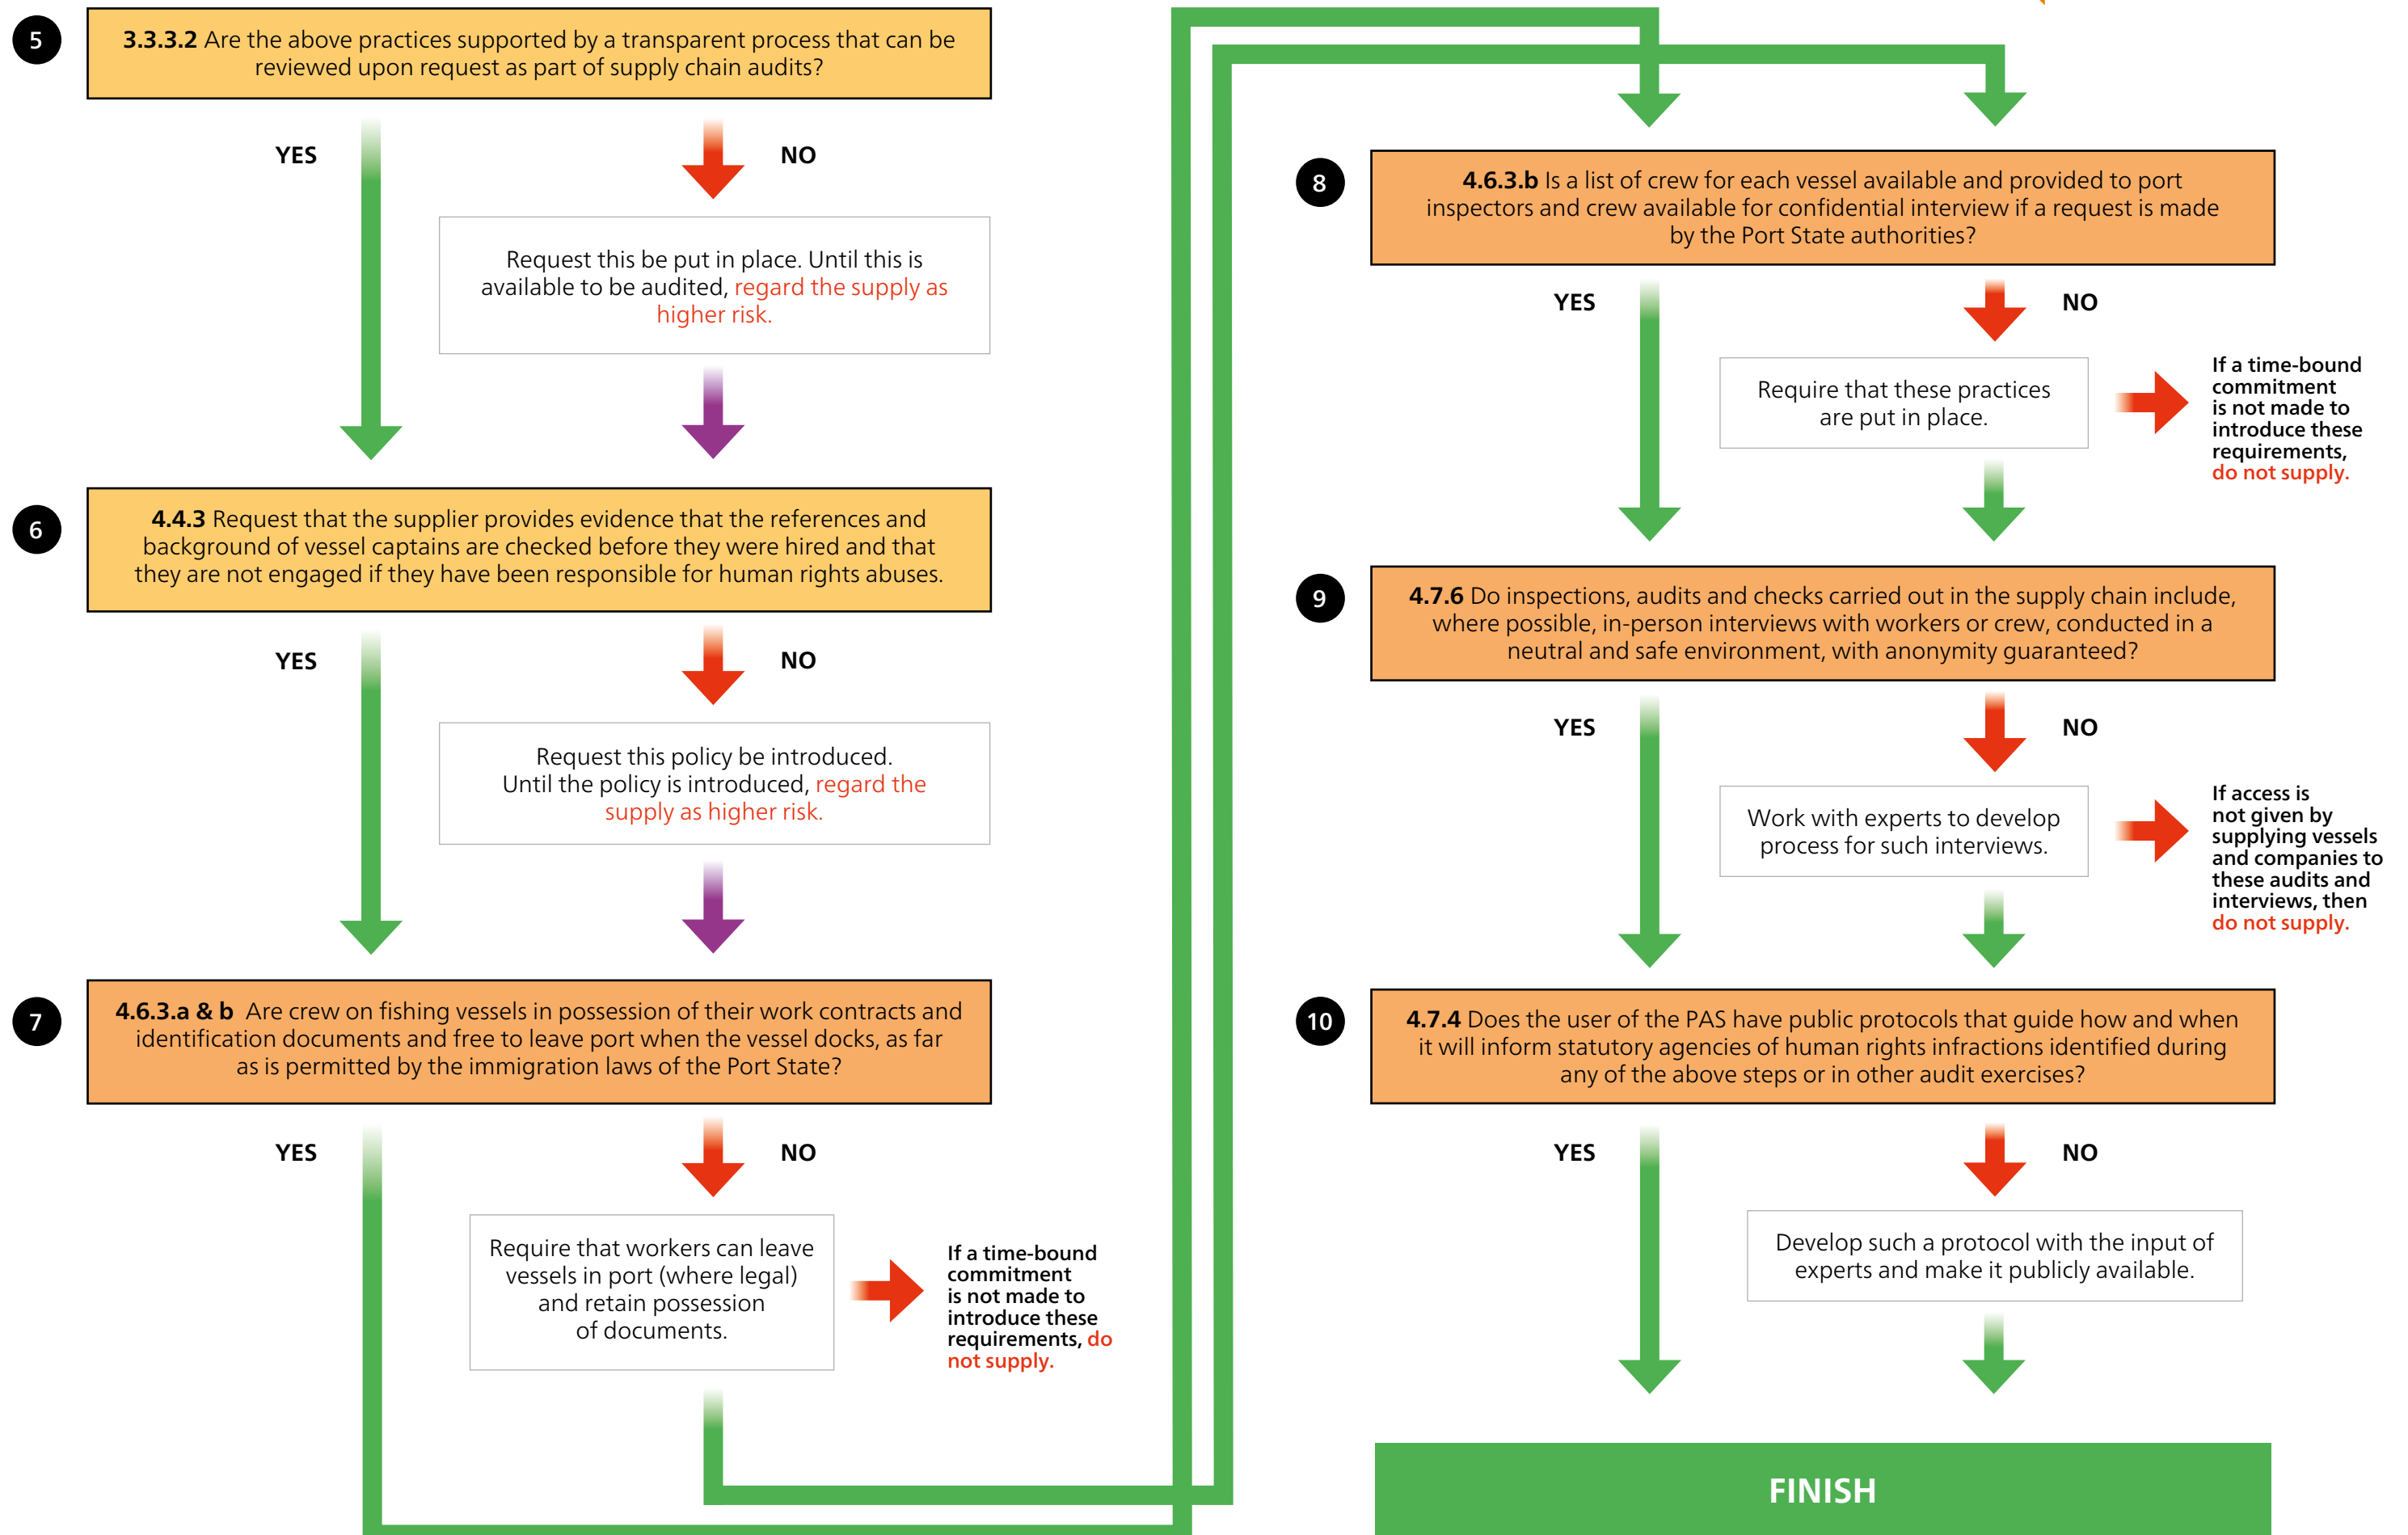 5
3.3.3.2 Are the above practices supported by a transparent process that can be
reviewed upon request as part of supply chain audits?
YES
NO
Request this be put in place. Until this is
available to be audited, regard the supply as
higher risk.
6
4.4.3 Request that the supplier provides evidence that the references and
background of vessel captains are checked before they were hired and that
they are not engaged if they have been responsible for human rights abuses.
YES
NO
Request this policy be introduced.
Until the policy is introduced, regard the
supply as higher risk.
7
4.6.3.a & b Are crew on fishing vessels in possession of their work contracts and
identification documents and free to leave port when the vessel docks, as far
as is permitted by the immigration laws of the Port State?
YES
NO
Require that workers can leave
vessels in port (where legal)
and retain possession
of documents.
If a time-bound
commitment
is not made to
introduce these
requirements, do
not supply.
8
4.6.3.b Is a list of crew for each vessel available and provided to port
inspectors and crew available for confidential interview if a request is made
by the Port State authorities?
YES
NO
Require that these practices
are put in place.
If a time-bound
commitment
is not made to
introduce these
requirements,
do not supply.
9
4.7.6 Do inspections, audits and checks carried out in the supply chain include,
where possible, in-person interviews with workers or crew, conducted in a
neutral and safe environment, with anonymity guaranteed?
YES
NO
Work with experts to develop
process for such interviews.
If access is
not given by
supplying vessels
and companies to
these audits and
interviews, then
do not supply.
10
4.7.4 Does the user of the PAS have public protocols that guide how and when
it will inform statutory agencies of human rights infractions identified during
any of the above steps or in other audit exercises?
YES
NO
Develop such a protocol with the input of
experts and make it publicly available.
FINISH